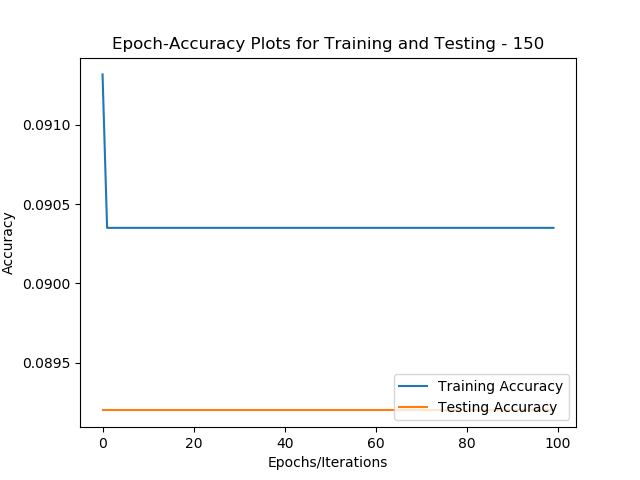 Epoch-Accuracy Plots for Training and Testing - 150
0.0910
0.0905
0.0900
0.0895
Accuracy
Training Accuracy
Testing Accuracy
0 20 40 60 80 100
Epochs/Iterations